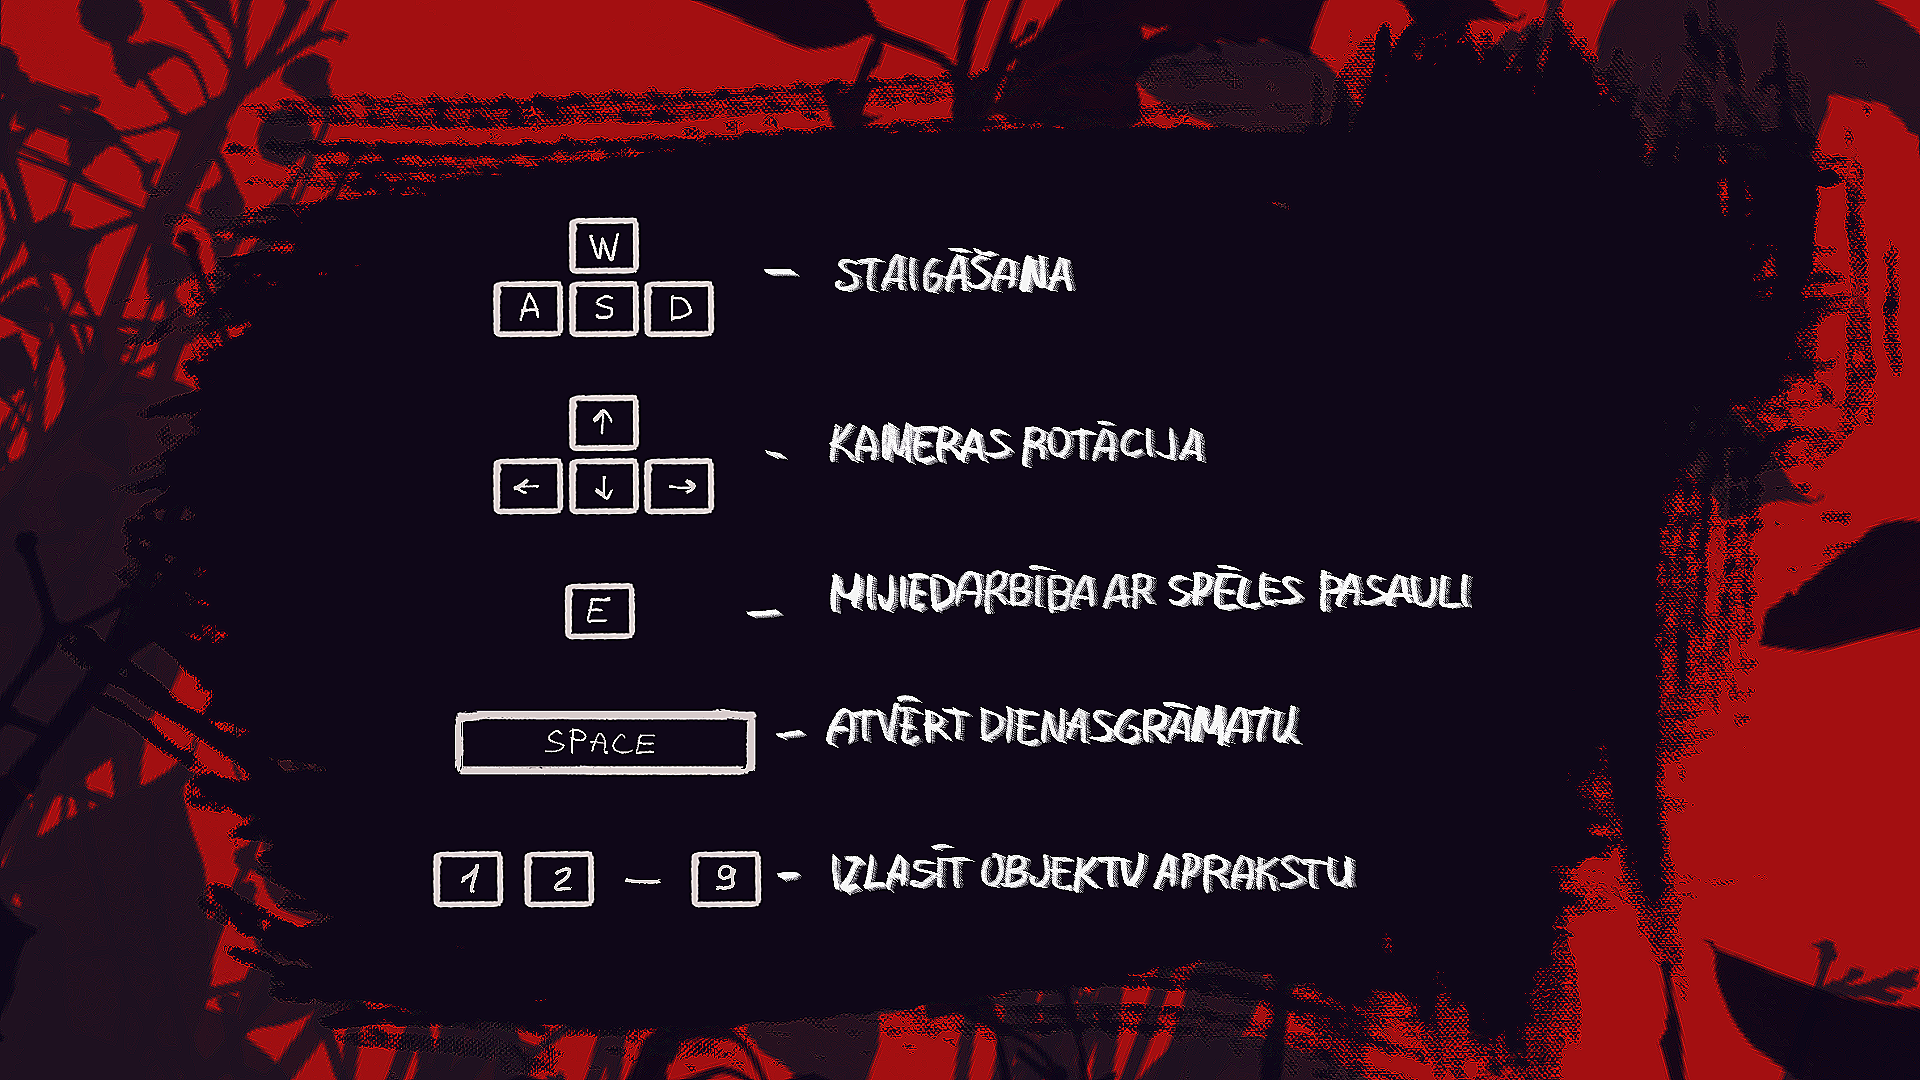 W
A S D - STAIGĀŠANA
↑
← ↓ → - KAMERAS ROTĀCIJA
E - MIJIEDARBĪBA AR SPĒLES PASAULI
SPACE - ATVĒRT DIENASGRĀMATU
1 2 - 9 - IZLASĪT OBJEKTU APRAKSTU